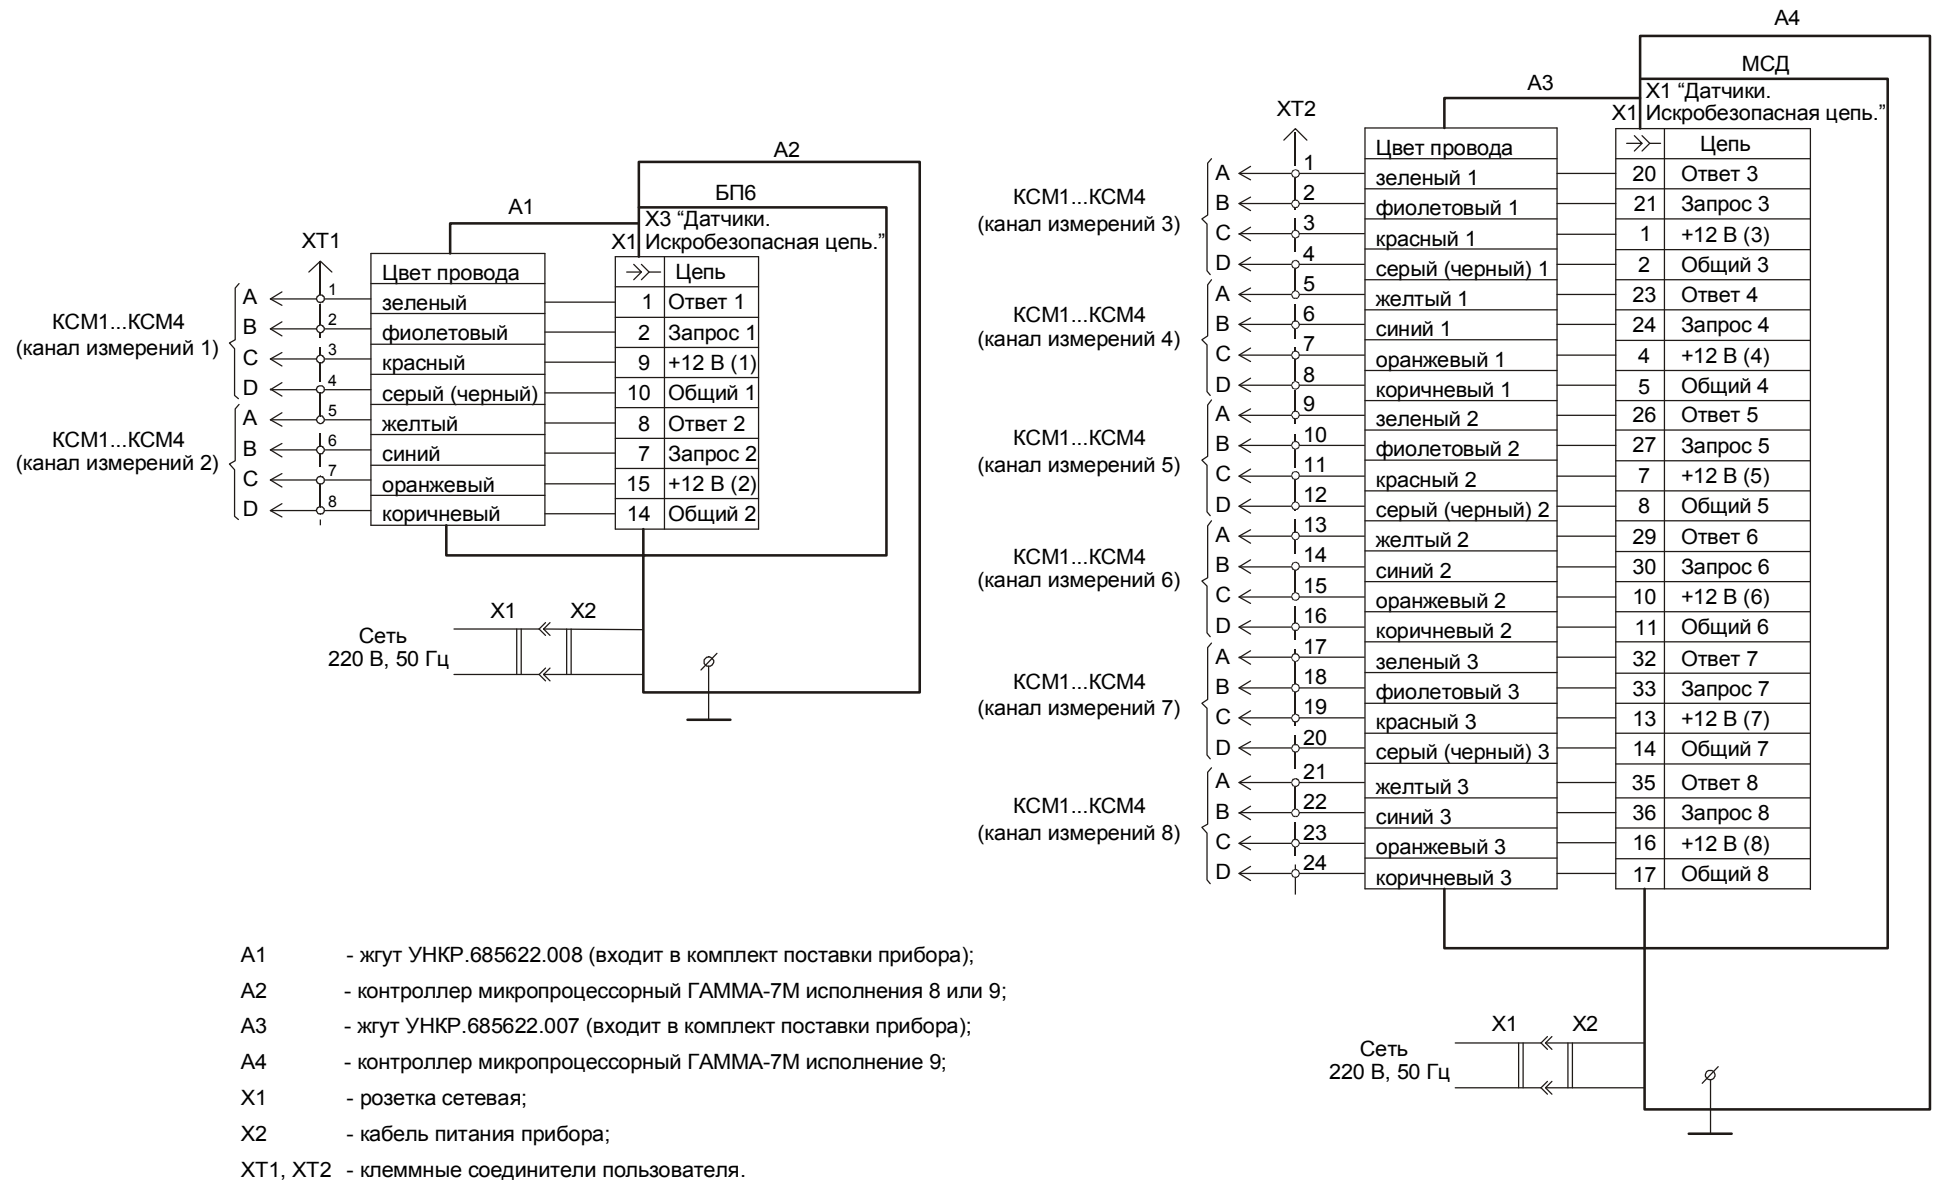 A2
БП6
A1
X3 “Датчики.
Искробезопасная цепь.”
X1
XT1
Цвет провода
Цепь
КСМ1...КСМ4
(канал измерений 1)
A 1 зеленый 1 Ответ 1
B 2 фиолетовый 2 Запрос 1
C 3 красный 9 +12 В (1)
D 4 серый (черный) 10 Общий 1
КСМ1...КСМ4
(канал измерений 2)
A 5 желтый 8 Ответ 2
B 6 синий 7 Запрос 2
C 7 оранжевый 15 +12 В (2)
D 8 коричневый 14 Общий 2
X1 X2
Сеть
220 В, 50 Гц
A4
МСД
A3
X1 “Датчики.
Искробезопасная цепь.”
X1
XT2
Цвет провода
Цепь
КСМ1...КСМ4
(канал измерений 3)
A 1 зеленый 1 20 Ответ 3
B 2 фиолетовый 1 21 Запрос 3
C 3 красный 1 1 +12 В (3)
D 4 серый (черный) 1 2 Общий 3
КСМ1...КСМ4
(канал измерений 4)
A 5 желтый 1 23 Ответ 4
B 6 синий 1 24 Запрос 4
C 7 оранжевый 1 4 +12 В (4)
D 8 коричневый 1 5 Общий 4
КСМ1...КСМ4
(канал измерений 5)
A 9 зеленый 2 26 Ответ 5
B 10 фиолетовый 2 27 Запрос 5
C 11 красный 2 7 +12 В (5)
D 12 серый (черный) 2 8 Общий 5
КСМ1...КСМ4
(канал измерений 6)
A 13 желтый 2 29 Ответ 6
B 14 синий 2 30 Запрос 6
C 15 оранжевый 2 10 +12 В (6)
D 16 коричневый 2 11 Общий 6
КСМ1...КСМ4
(канал измерений 7)
A 17 зеленый 3 32 Ответ 7
B 18 фиолетовый 3 33 Запрос 7
C 19 красный 3 13 +12 В (7)
D 20 серый (черный) 3 14 Общий 7
КСМ1...КСМ4
(канал измерений 8)
A 21 желтый 3 35 Ответ 8
B 22 синий 3 36 Запрос 8
C 23 оранжевый 3 16 +12 В (8)
D 24 коричневый 3 17 Общий 8
X1 X2
Сеть
220 В, 50 Гц
A1 - жгут УНКР.685622.008 (входит в комплект поставки прибора);
A2 - контроллер микропроцессорный ГАММА-7М исполнения 8 или 9;
A3 - жгут УНКР.685622.007 (входит в комплект поставки прибора);
A4 - контроллер микропроцессорный ГАММА-7М исполнение 9;
X1 - розетка сетевая;
X2 - кабель питания прибора;
XT1, XT2 - клеммные соединители пользователя.